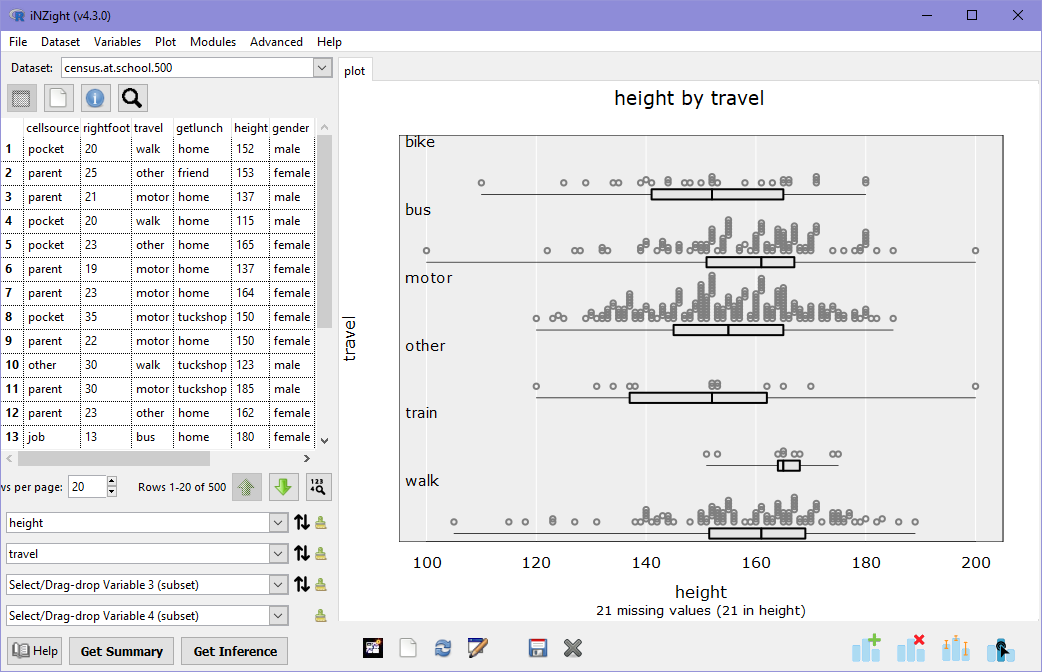 iNZight (v4.3.0)
File Dataset Variables Plot Modules Advanced Help
Dataset: census.at.school.500
plot
cellsource rightfoot travel getlunch height gender
1 pocket 20 walk home 152 male
2 parent 25 other friend 153 female
3 parent 21 motor home 137 male
4 pocket 20 walk home 115 male
5 pocket 23 other home 165 female
6 parent 19 motor home 137 female
7 parent 23 motor home 164 female
8 pocket 35 motor tuckshop 150 female
9 parent 22 motor home 150 female
10 other 30 walk tuckshop 123 male
11 parent 30 motor tuckshop 185 male
12 parent 23 other home 162 female
13 job 13 bus home 180 female
vs per page: 20 Rows 1-20 of 500 123
height
travel
Select/Drag-drop Variable 3 (subset)
Select/Drag-drop Variable 4 (subset)
Help Get Summary Get Inference
height by travel
bike
bus
motor
other
train
walk
travel
100 120 140 160 180 200
height
21 missing values (21 in height)